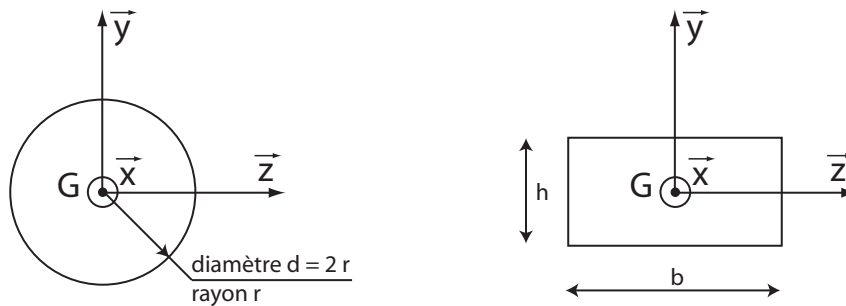 y
G x z
diamètre d = 2 r
rayon r
y
h G x z
b